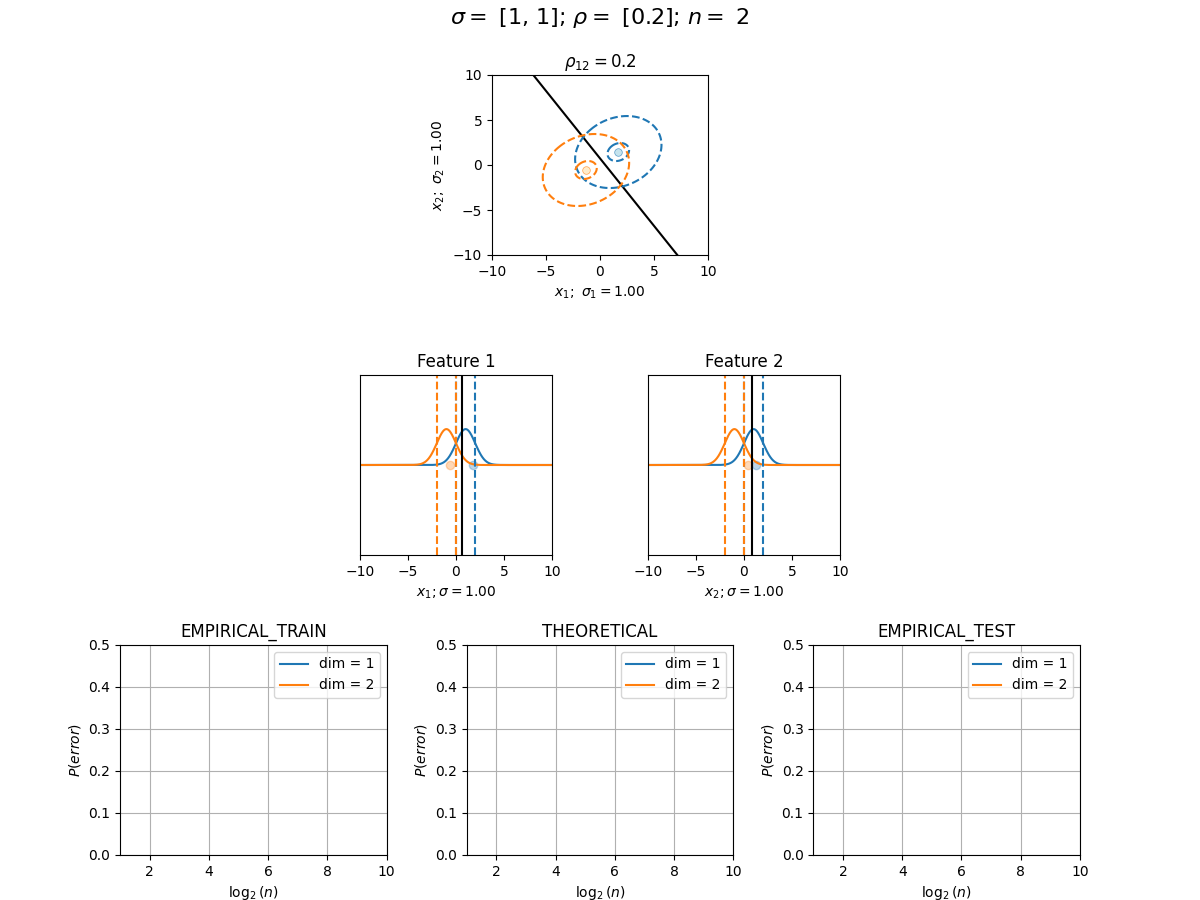 σ = [1, 1]; ρ = [0.2]; n = 2
ρ12 = 0.2
10
5
0
−5
−10
x2; σ2 = 1.00
−10 −5 0 5 10
x1; σ1 = 1.00
Feature 1
−10 −5 0 5 10
x1; σ = 1.00
Feature 2
−10 −5 0 5 10
x2; σ = 1.00
EMPIRICAL_TRAIN
0.5
0.4
0.3
0.2
0.1
0.0
P(error)
dim = 1
dim = 2
2 4 6 8 10
log2 (n)
THEORETICAL
0.5
0.4
0.3
0.2
0.1
0.0
P(error)
dim = 1
dim = 2
2 4 6 8 10
log2 (n)
EMPIRICAL_TEST
0.5
0.4
0.3
0.2
0.1
0.0
P(error)
dim = 1
dim = 2
2 4 6 8 10
log2 (n)